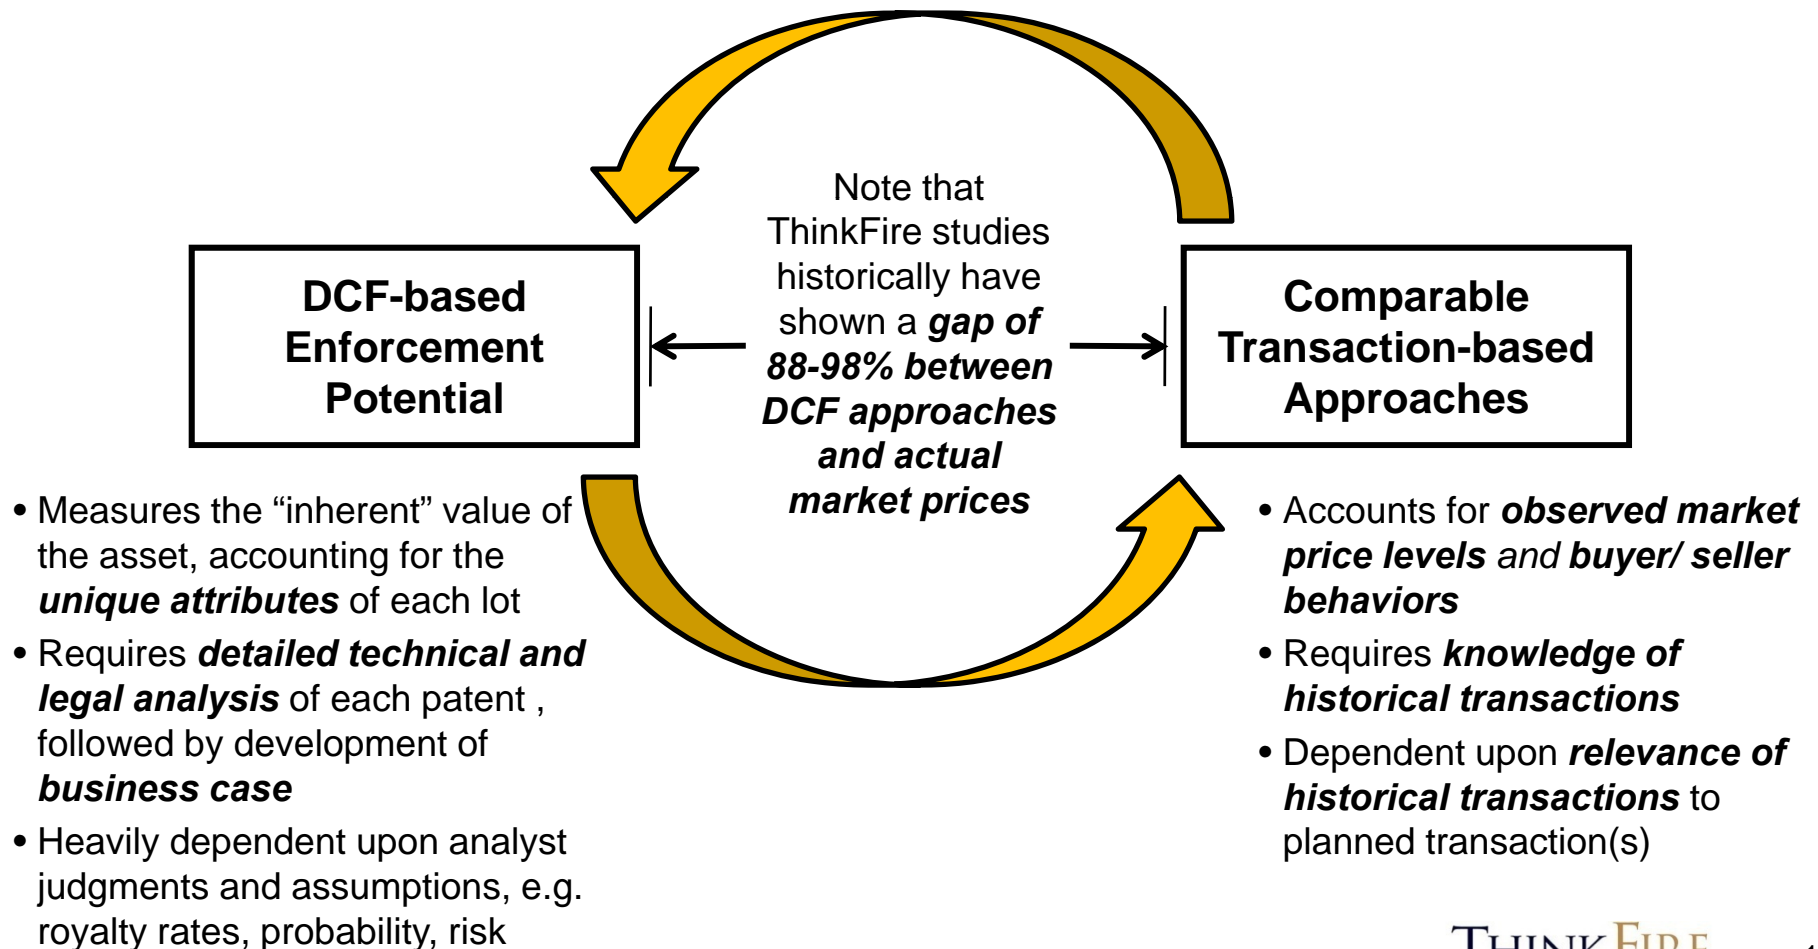 DCF-based
Enforcement
Potential
Note that
ThinkFire studies
historically have
shown a gap of
88-98% between
DCF approaches
and actual
market prices
Comparable
Transaction-based
Approaches
• Measures the “inherent” value of
the asset, accounting for the
unique attributes of each lot
• Requires detailed technical and
legal analysis of each patent ,
followed by development of
business case
• Heavily dependent upon analyst
judgments and assumptions, e.g.
royalty rates, probability, risk
• Accounts for observed market
price levels and buyer/ seller
behaviors
• Requires knowledge of
historical transactions
• Dependent upon relevance of
historical transactions to
planned transaction(s)
THINKFIRE